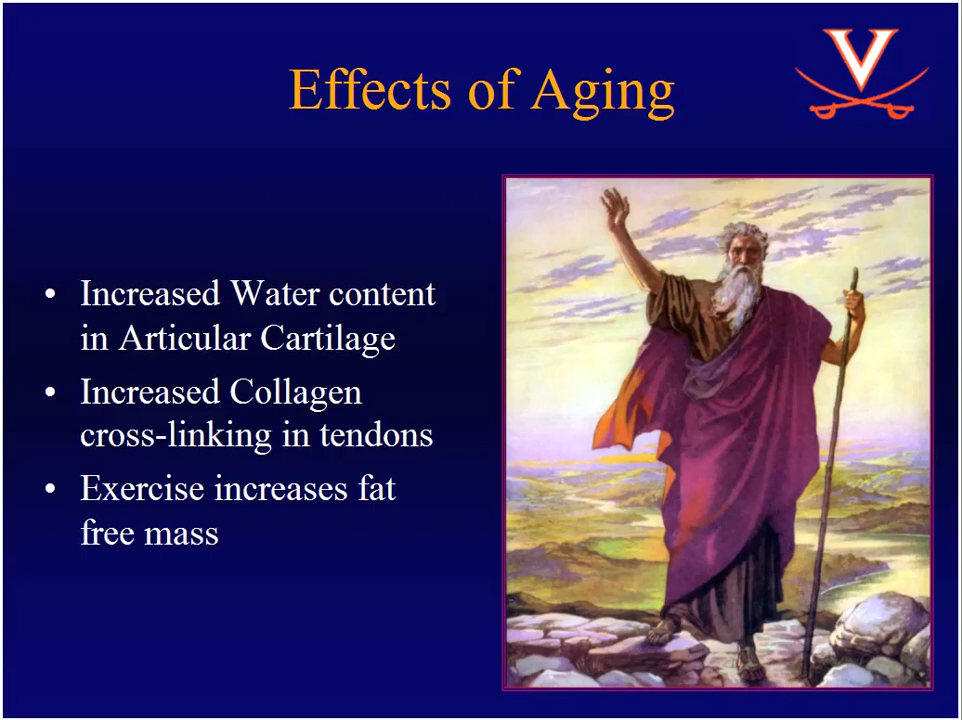 Effects of Aging
V
• Increased Water content
in Articular Cartilage
• Increased Collagen
cross-linking in tendons
• Exercise increases fat
free mass